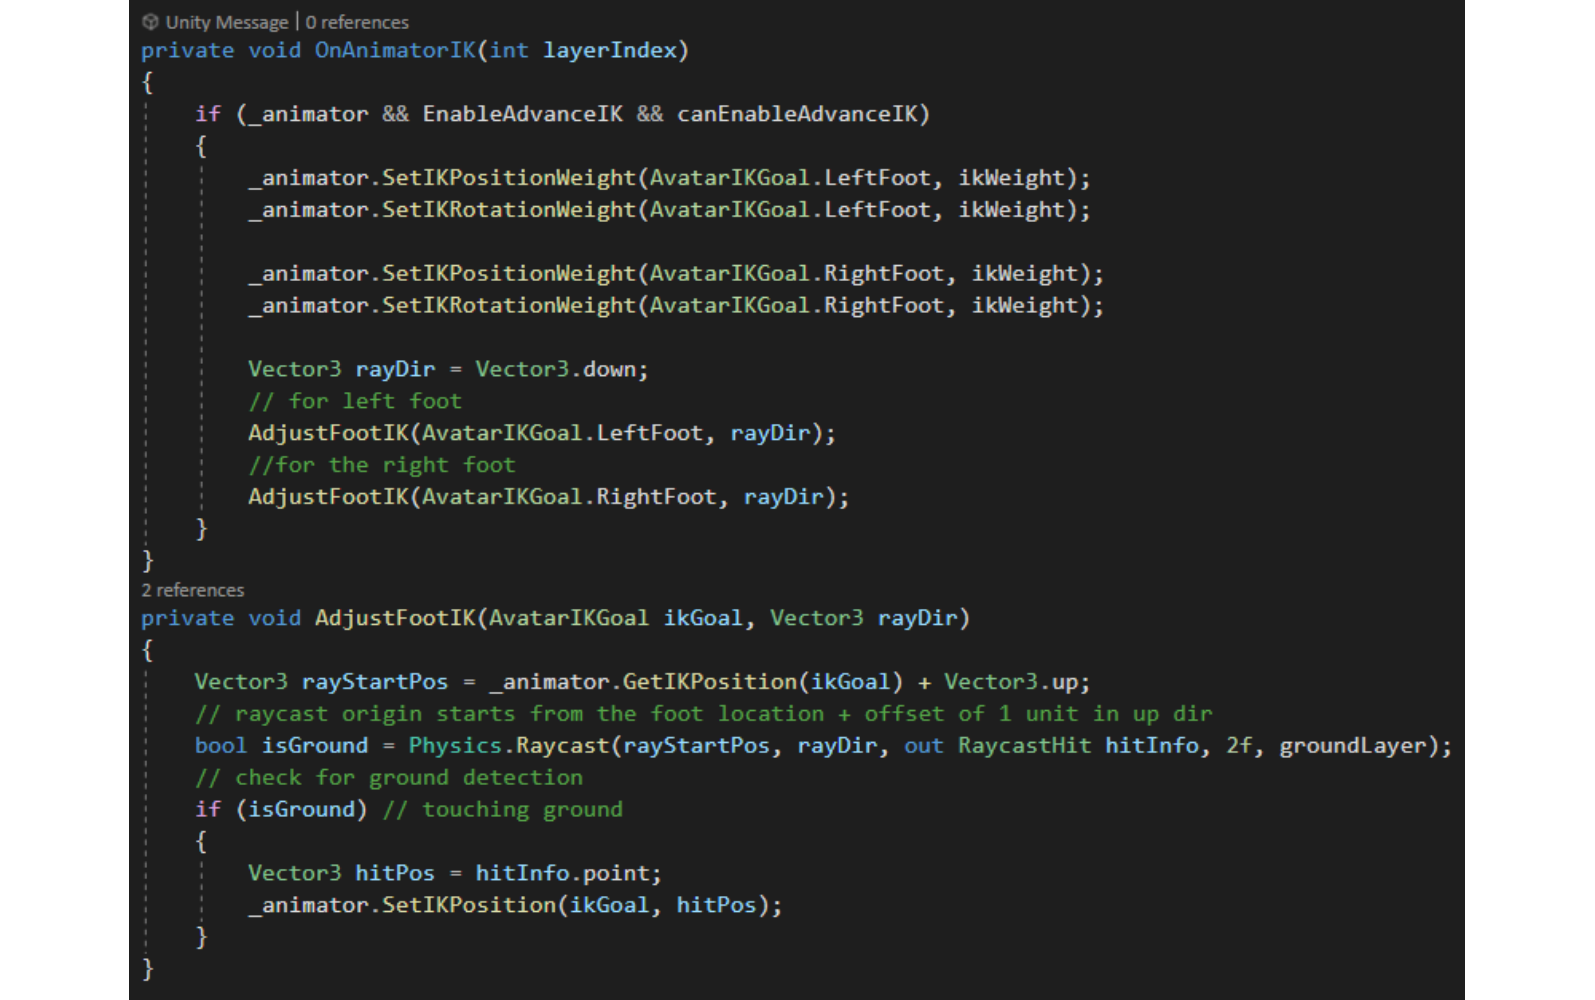 Unity Message | 0 references
private void OnAnimatorIK(int layerIndex)
{
if (_animator && EnableAdvanceIK && canEnableAdvanceIK)
{
_animator.SetIKPositionWeight(AvatarIKGoal.LeftFoot, ikWeight);
_animator.SetIKRotationWeight(AvatarIKGoal.LeftFoot, ikWeight);
_animator.SetIKPositionWeight(AvatarIKGoal.RightFoot, ikWeight);
_animator.SetIKRotationWeight(AvatarIKGoal.RightFoot, ikWeight);
Vector3 rayDir = Vector3.down;
// for left foot
AdjustFootIK(AvatarIKGoal.LeftFoot, rayDir);
//for the right foot
AdjustFootIK(AvatarIKGoal.RightFoot, rayDir);
}
}
2 references
private void AdjustFootIK(AvatarIKGoal ikGoal, Vector3 rayDir)
{
Vector3 rayStartPos = _animator.GetIKPosition(ikGoal) + Vector3.up;
// raycast origin starts from the foot location + offset of 1 unit in up dir
bool isGround = Physics.Raycast(rayStartPos, rayDir, out RaycastHit hitInfo, 2f, groundLayer);
// check for ground detection
if (isGround) // touching ground
{
Vector3 hitPos = hitInfo.point;
_animator.SetIKPosition(ikGoal, hitPos);
}
}